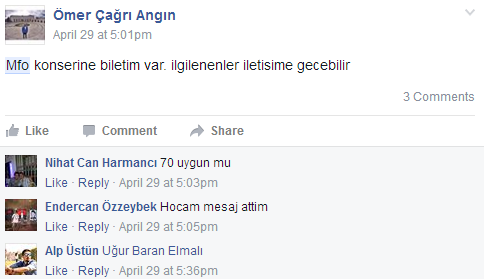 Ömer Çağrı Angın
April 29 at 5:01pm
Mfo konserine biletim var. ilgilenenler iletisime gecebilir
3 Comments
Like Comment Share
Nihat Can Harmancı 70 uygun mu
Like · Reply · April 29 at 5:03pm
Endercan Özzeybek Hocam mesaj attim
Like · Reply · April 29 at 5:05pm
Alp Üstün Uğur Baran Elmalı
Like · Reply · April 29 at 5:36pm